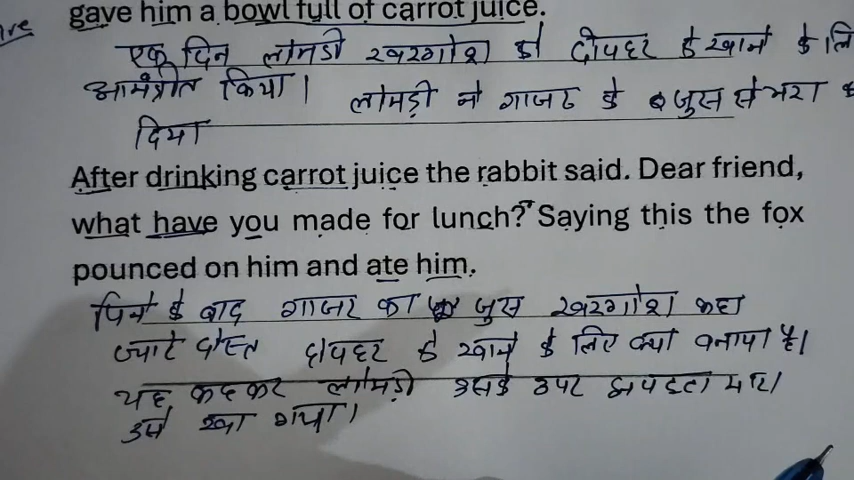 gave him a bowl full of carrot juice.
एक दिन लोमडी खरगोश को दोपहर के खाने के लि
आमंत्रीत किया। लोमड़ी ने गाजर के जुस से भरा
दिया
After drinking carrot juice the rabbit said. Dear friend,
what have you made for lunch?" Saying this the fox
pounced on him and ate him.
पिने के बाद गाजर का जुस खरगोश कहा
प्यारे दोस्त दोपहर के खाने के लिए क्या बनाया है।
यह कहकर लोमड़ी उसके उपर झपट्टा मारा
उसे खा गया।